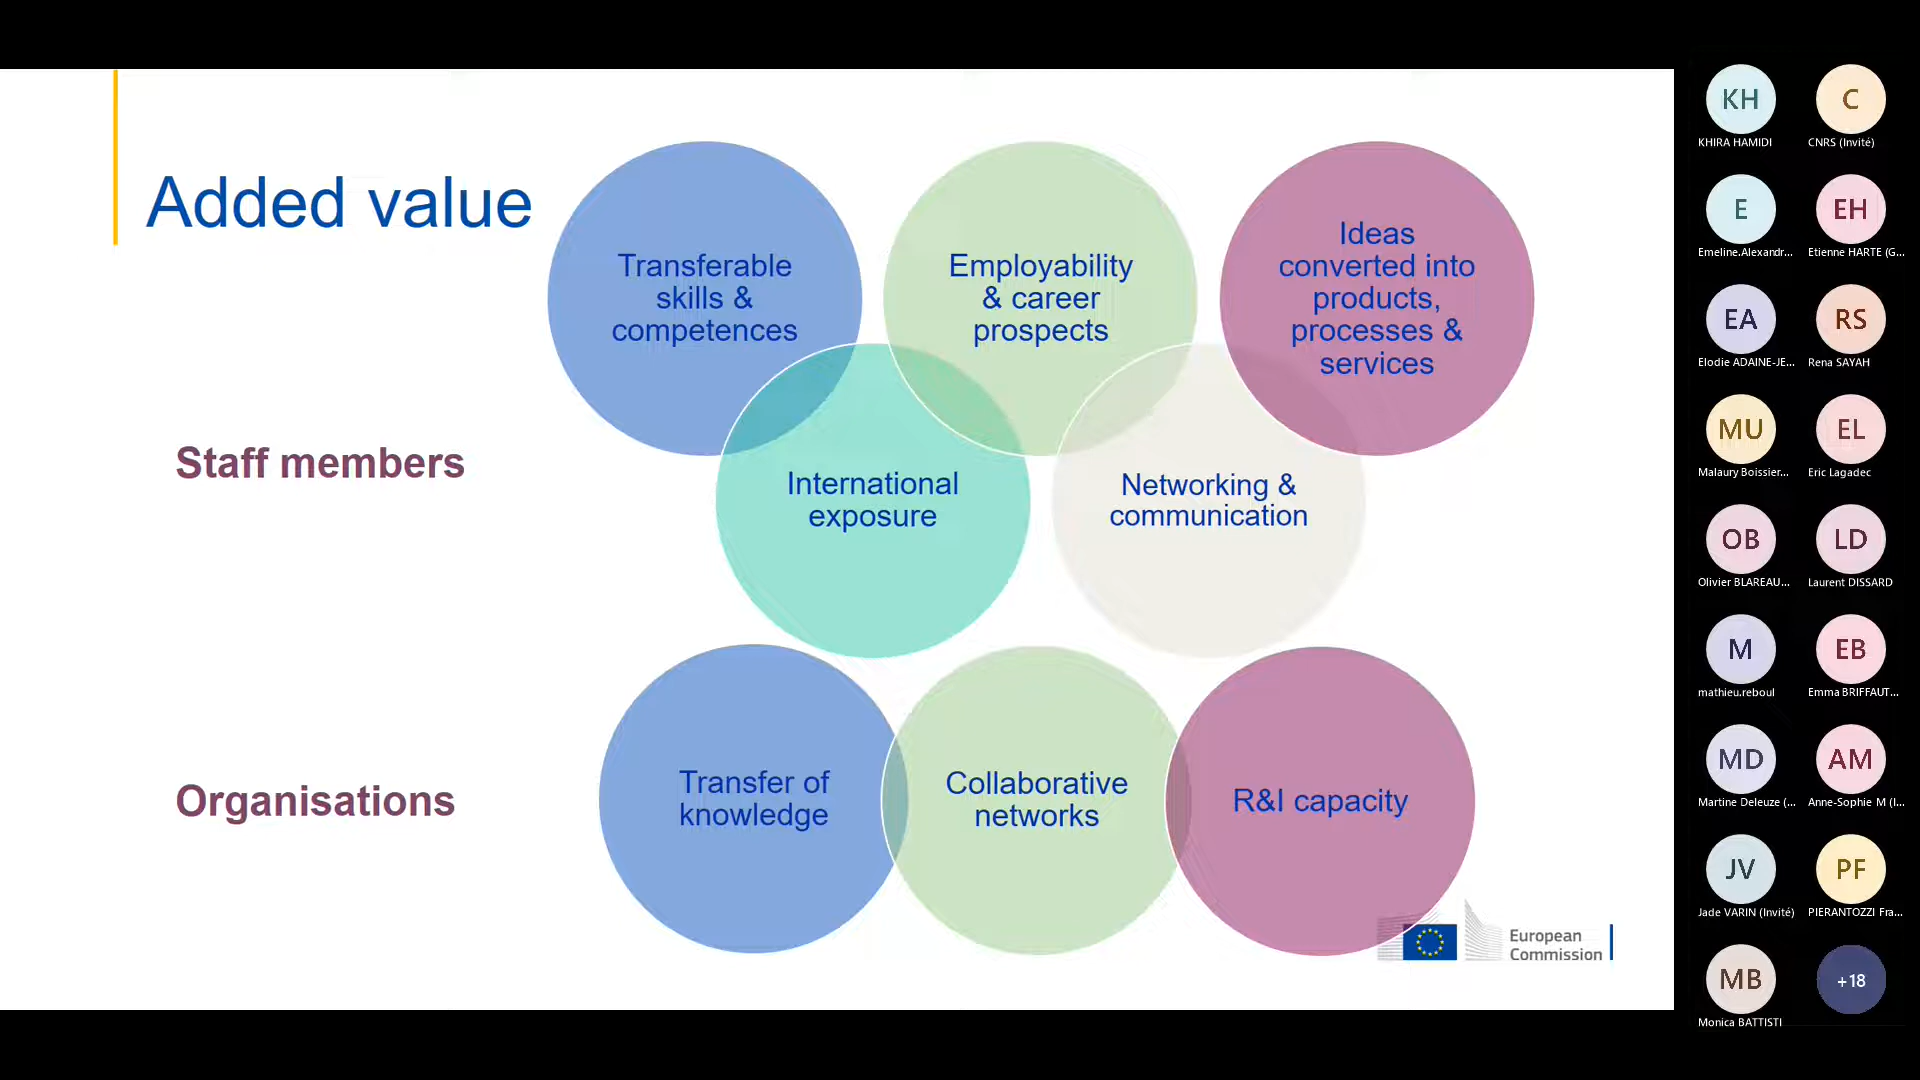 Added value
Transferable
skills &
competences
Employability
& career
prospects
Ideas
converted into
products,
processes &
services
Staff members
International
exposure
Networking &
communication
Organisations
Transfer of
knowledge
Collaborative
networks
R&I capacity
European
Commission
KH
KHIRA HAMIDI
C
CNRS (Invité)
E
Emeline.Alexandr...
EH
Etienne HARTE (G...
EA
Elodie ADAINE-JE...
RS
Rena SAYAH
MU
Malaury Boissier...
EL
Eric Lagadec
OB
Olivier BLAREAU...
LD
Laurent DISSARD
M
mathieu.reboul
EB
Emma BRIFFAUT...
MD
Martine Deleuze (...
AM
Anne-Sophie M (I...
JV
Jade VARIN (Invité)
PF
PIERANTOZZI Fra...
MB
Monica BATTISTI
+18